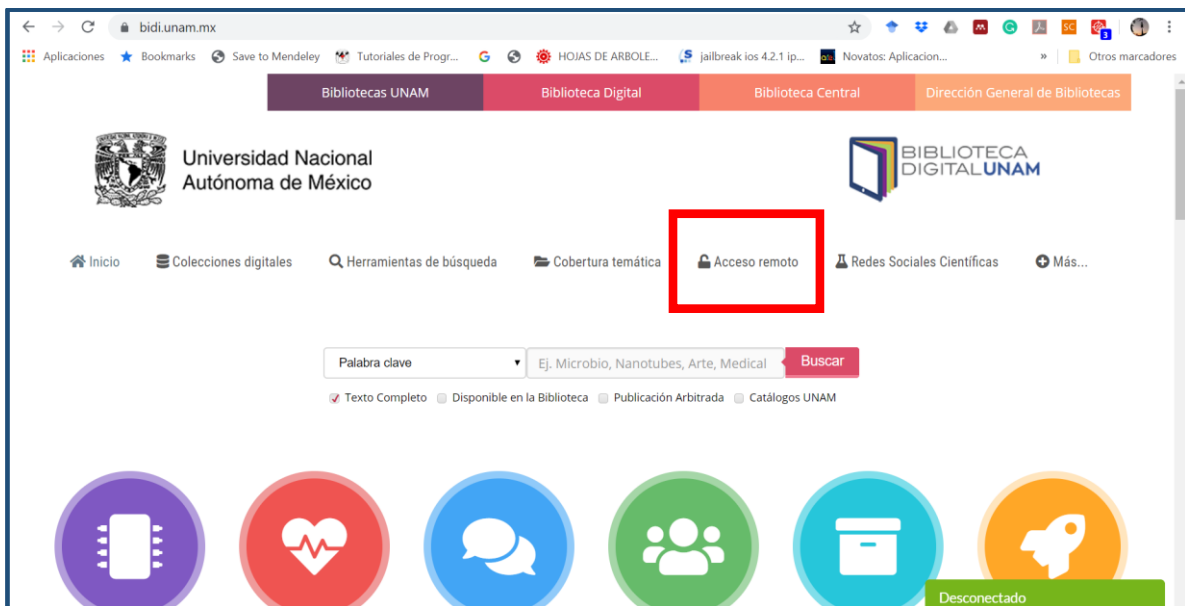 bidi.unam.mx
Aplicaciones Bookmarks Save to Mendeley Tutoriales de Progr... HOJAS DE ARBOLE... jailbreak ios 4.2.1 ip... Novatos: Aplicacion... » Otros marcadores
Bibliotecas UNAM Biblioteca Digital Biblioteca Central Dirección General de Bibliotecas
Universidad Nacional
Autónoma de México
BIBLIOTECA
DIGITALUNAM
Inicio Colecciones digitales Herramientas de búsqueda Cobertura temática Acceso remoto Redes Sociales Científicas Más...
Palabra clave Ej. Microbio, Nanotubes, Arte, Medical Buscar
Texto Completo Disponible en la Biblioteca Publicación Arbitrada Catálogos UNAM
Desconectado